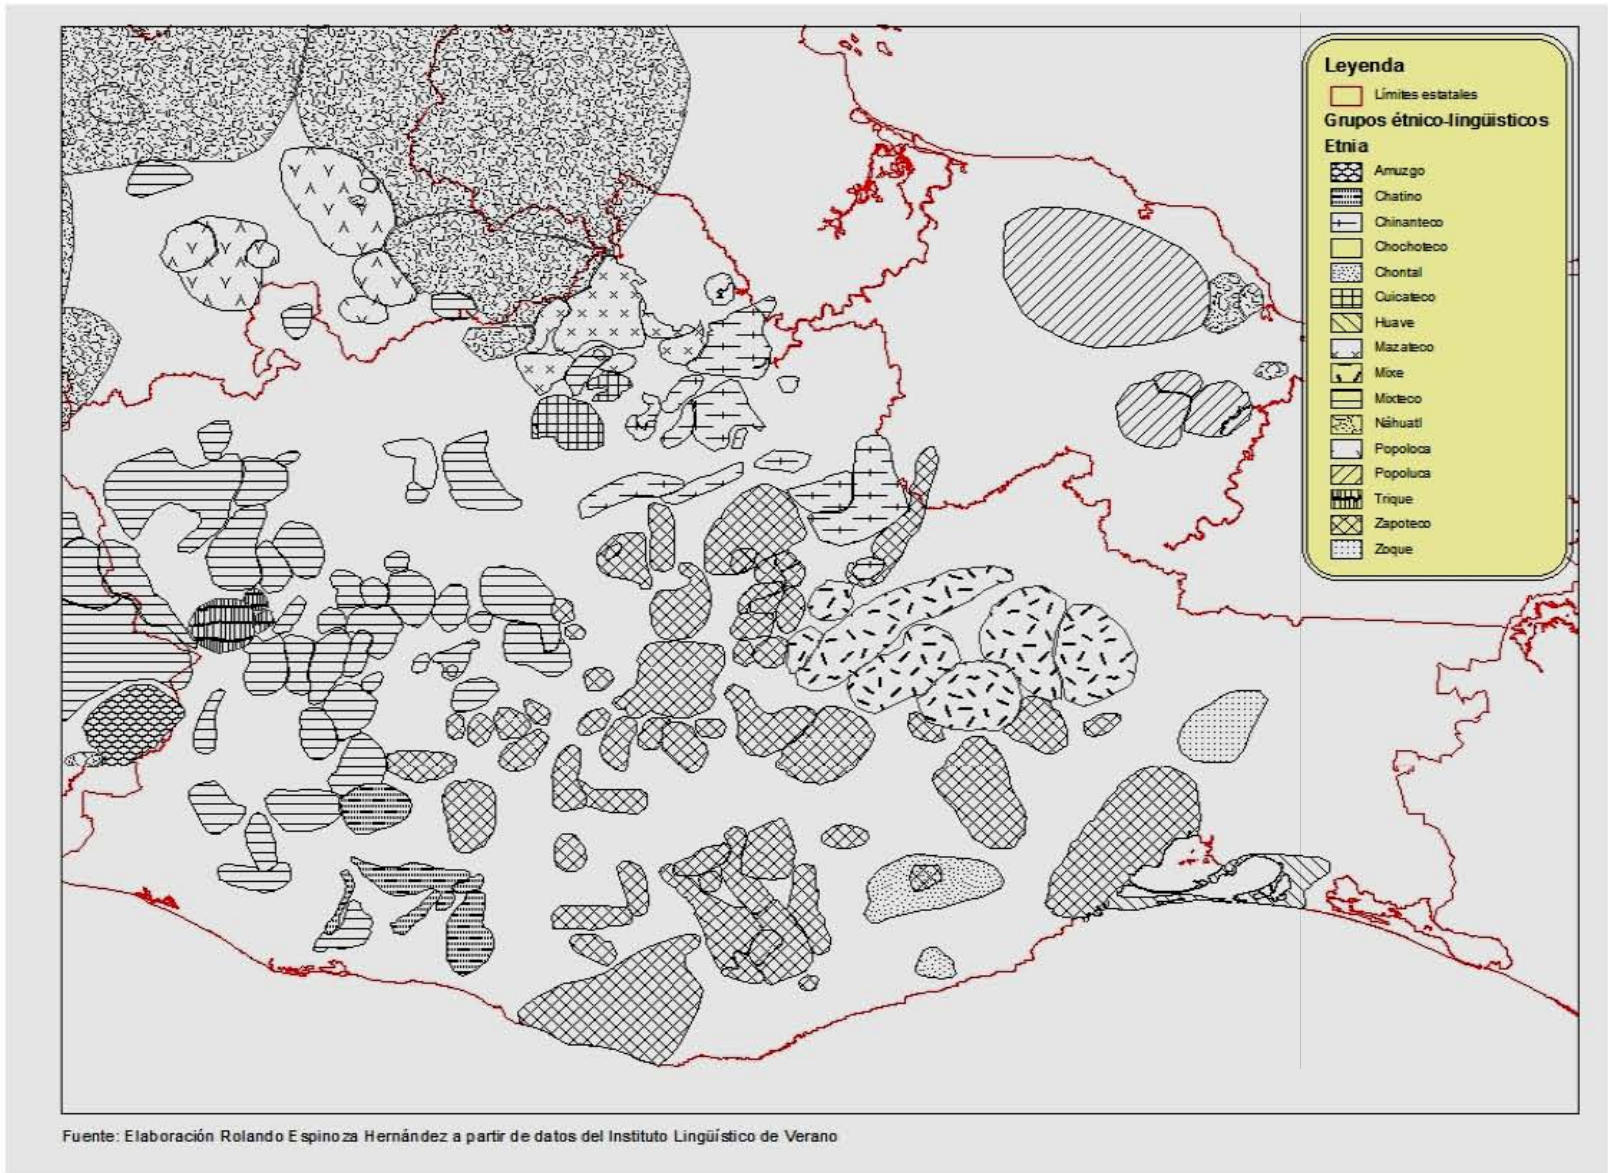 Leyenda
Límites estatales
Grupos étnico-lingüisticos
Etnia
Amuzgo
Chatino
Chinanteco
Chochoteco
Chontal
Cuicateco
Huave
Mazateco
Mixe
Mixteco
Náhuatl
Popoloca
Popoluca
Trique
Zapoteco
Zoque
Fuente: Elaboración Rolando Espinoza Hernández a partir de datos del Instituto Lingüístico de Verano